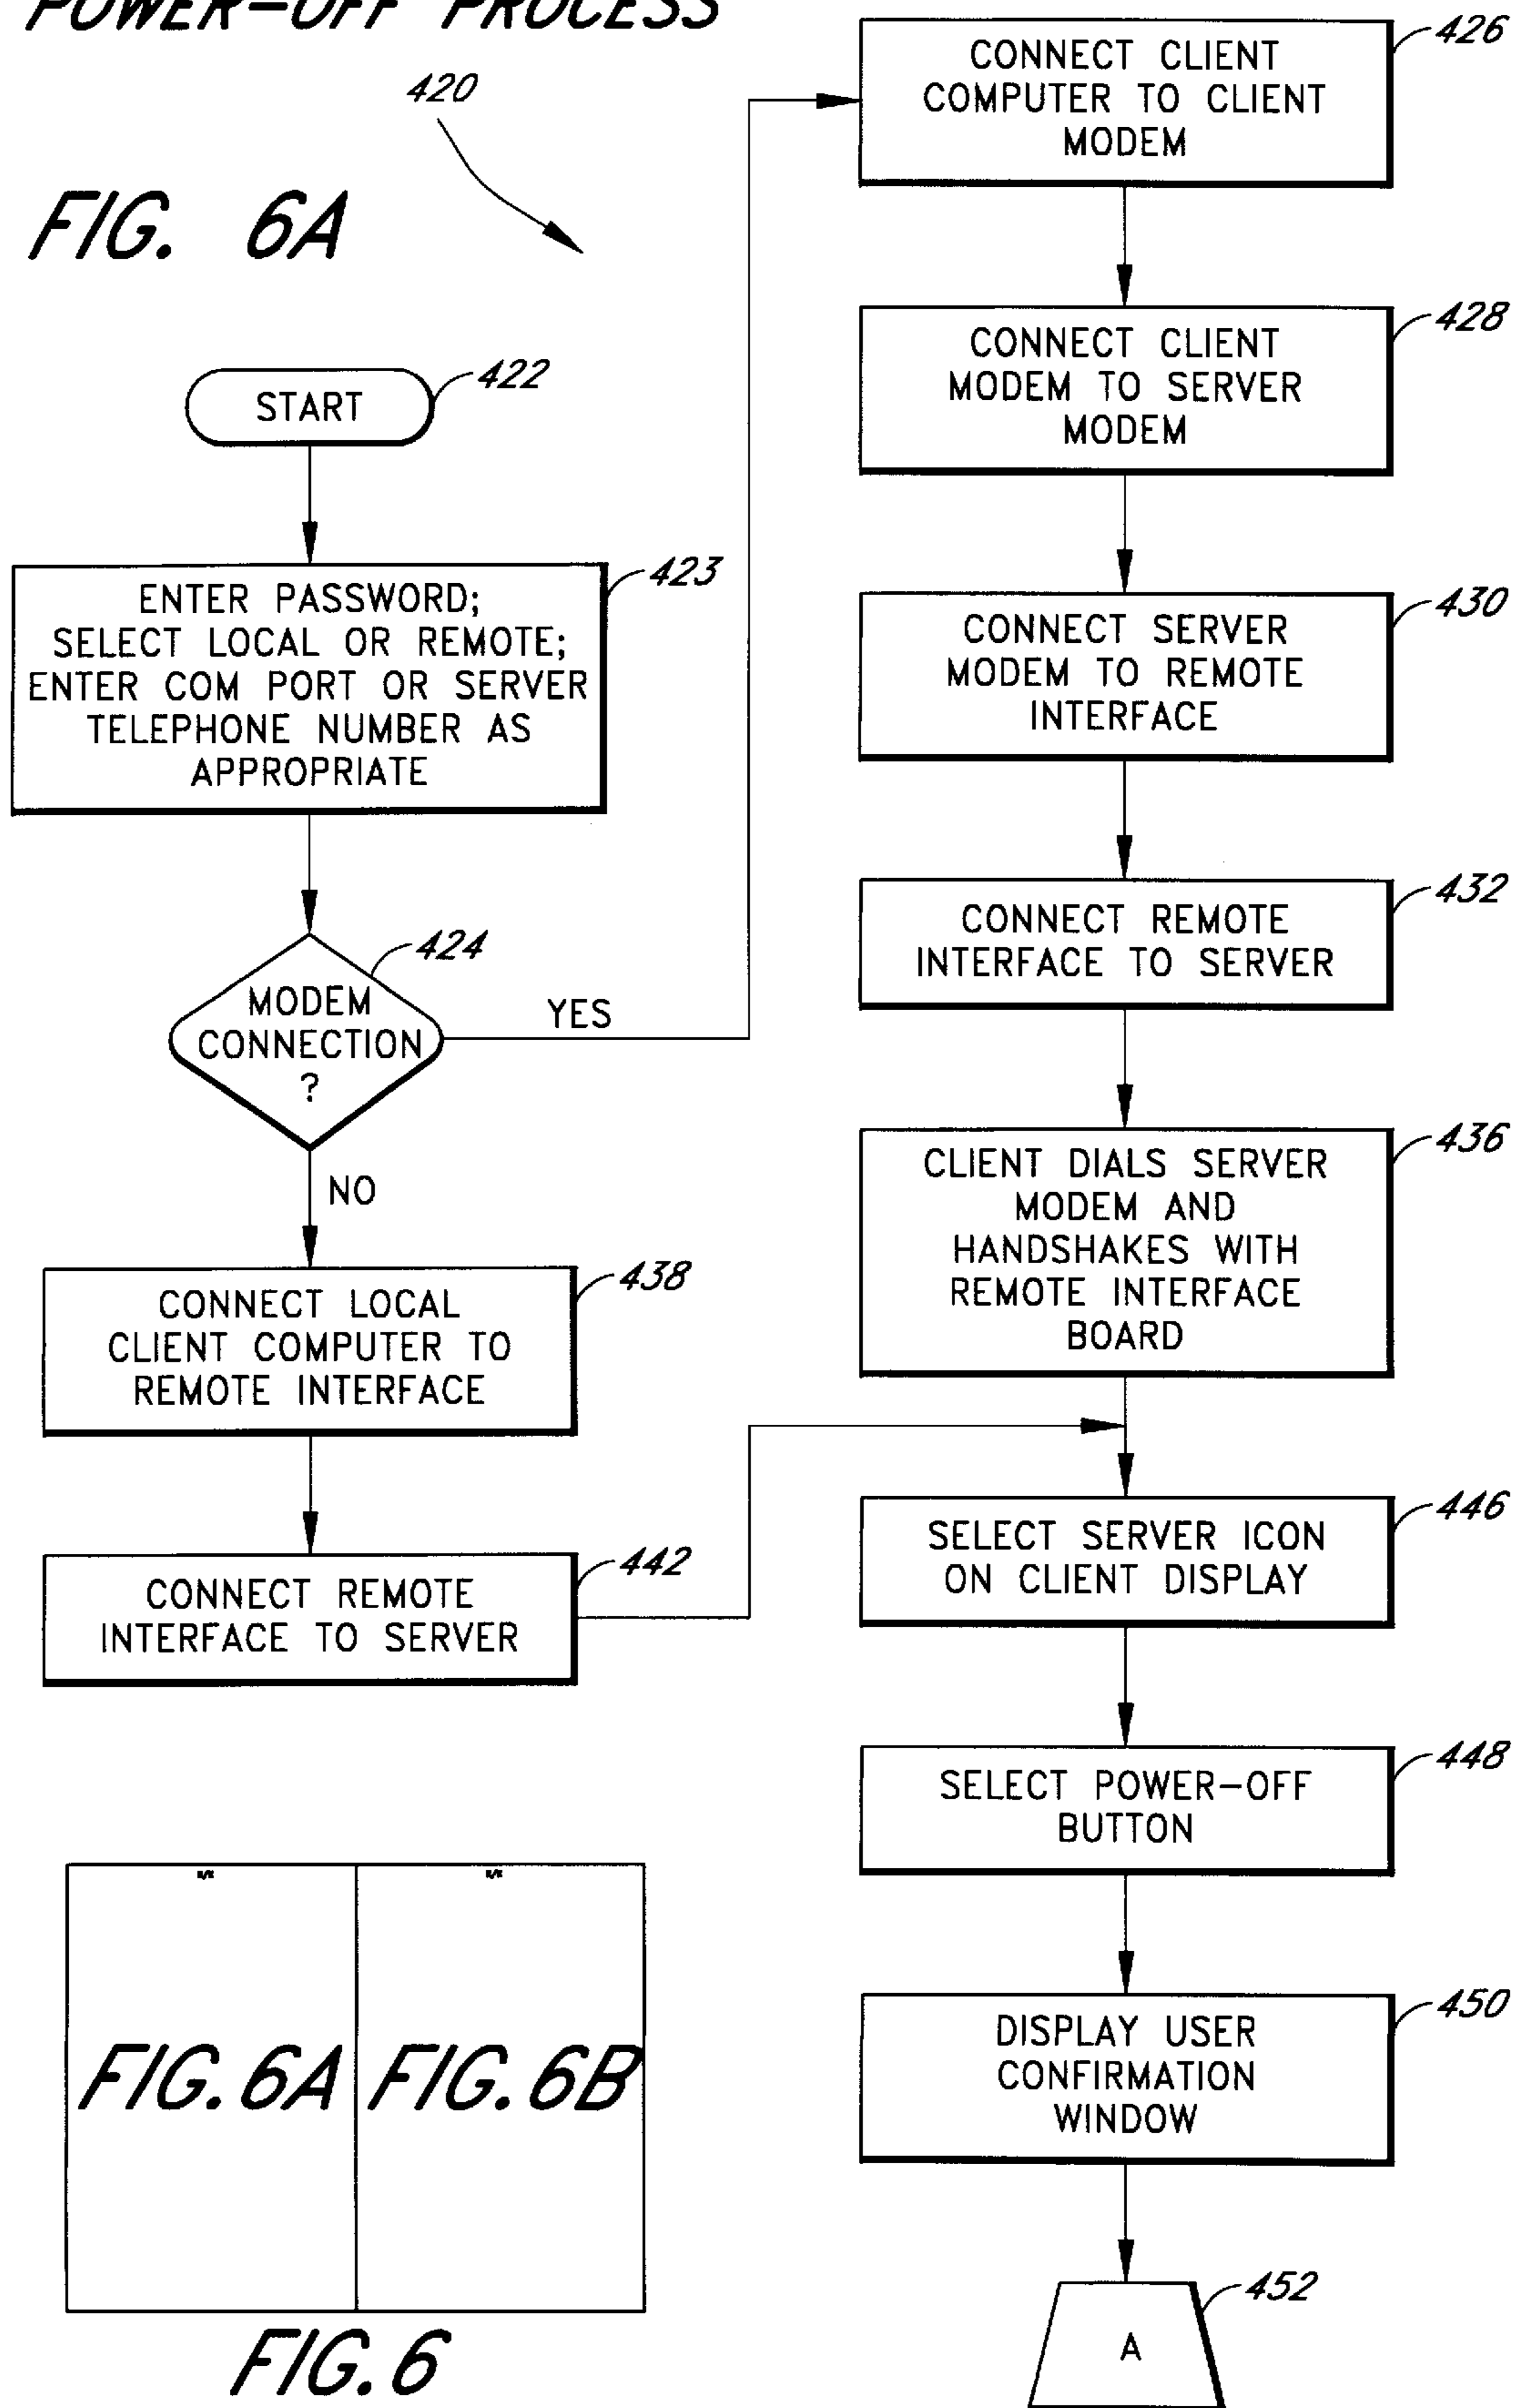 POWER-OFF PROCESS
420
FIG. 6A
422
START
423
ENTER PASSWORD;
SELECT LOCAL OR REMOTE;
ENTER COM PORT OR SERVER
TELEPHONE NUMBER AS
APPROPRIATE
424
MODEM
CONNECTION
?
YES
NO
438
CONNECT LOCAL
CLIENT COMPUTER TO
REMOTE INTERFACE
442
CONNECT REMOTE
INTERFACE TO SERVER
426
CONNECT CLIENT
COMPUTER TO CLIENT
MODEM
428
CONNECT CLIENT
MODEM TO SERVER
MODEM
430
CONNECT SERVER
MODEM TO REMOTE
INTERFACE
432
CONNECT REMOTE
INTERFACE TO SERVER
436
CLIENT DIALS SERVER
MODEM AND
HANDSHAKES WITH
REMOTE INTERFACE
BOARD
446
SELECT SERVER ICON
ON CLIENT DISPLAY
448
SELECT POWER-OFF
BUTTON
450
DISPLAY USER
CONFIRMATION
WINDOW
452
A
FIG. 6A
FIG. 6B
FIG. 6